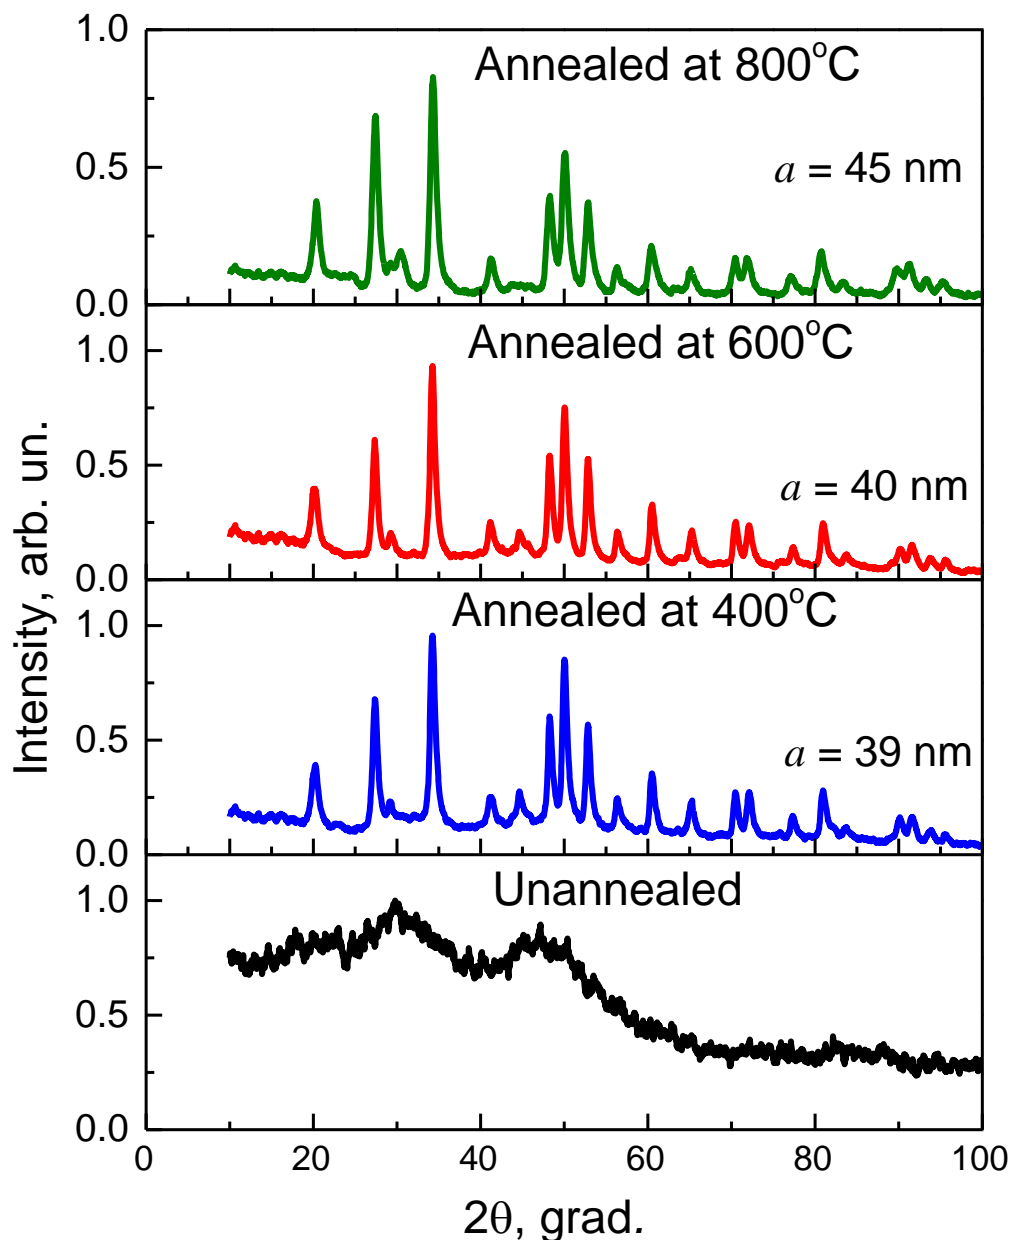 1.0
Annealed at 800°C
0.5
a = 45 nm
0.0
1.0
Annealed at 600°C
0.5
a = 40 nm
0.0
1.0
Annealed at 400°C
0.5
a = 39 nm
0.0
1.0
Unannealed
0.5
0.0
0 20 40 60 80 100
2θ, grad.
Intensity, arb. un.